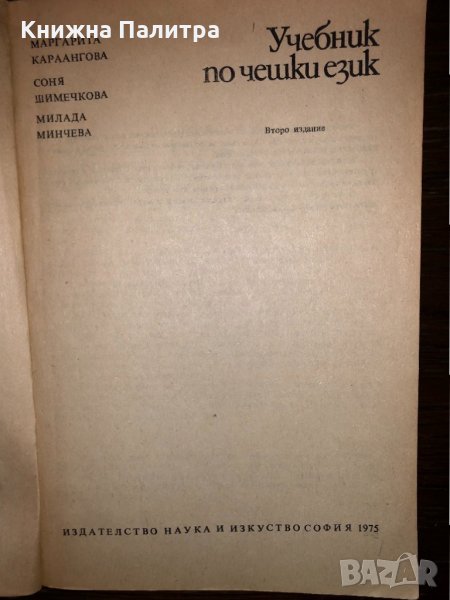 Книжна Палитра
МАРГАРИТА
КАРААНГОВА
СОНЯ
ШИМЕЧКОВА
МИЛАДА
МИНЧЕВА
Учебник
по чешки език
Второ издание
ИЗДАТЕЛСТВО НАУКА И ИЗКУСТВО СОФИЯ 1975
BAZAR